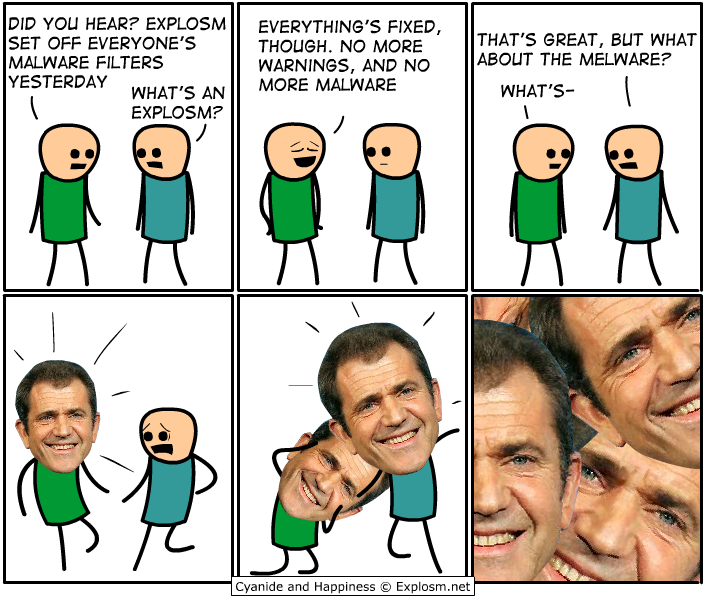 DID YOU HEAR? EXPLOSM
SET OFF EVERYONE'S
MALWARE FILTERS
YESTERDAY
WHAT'S AN
EXPLOSM?
EVERYTHING'S FIXED,
THOUGH. NO MORE
WARNINGS, AND NO
MORE MALWARE
THAT'S GREAT, BUT WHAT
ABOUT THE MELWARE?
WHAT'S-
Cyanide and Happiness © Explosm.net